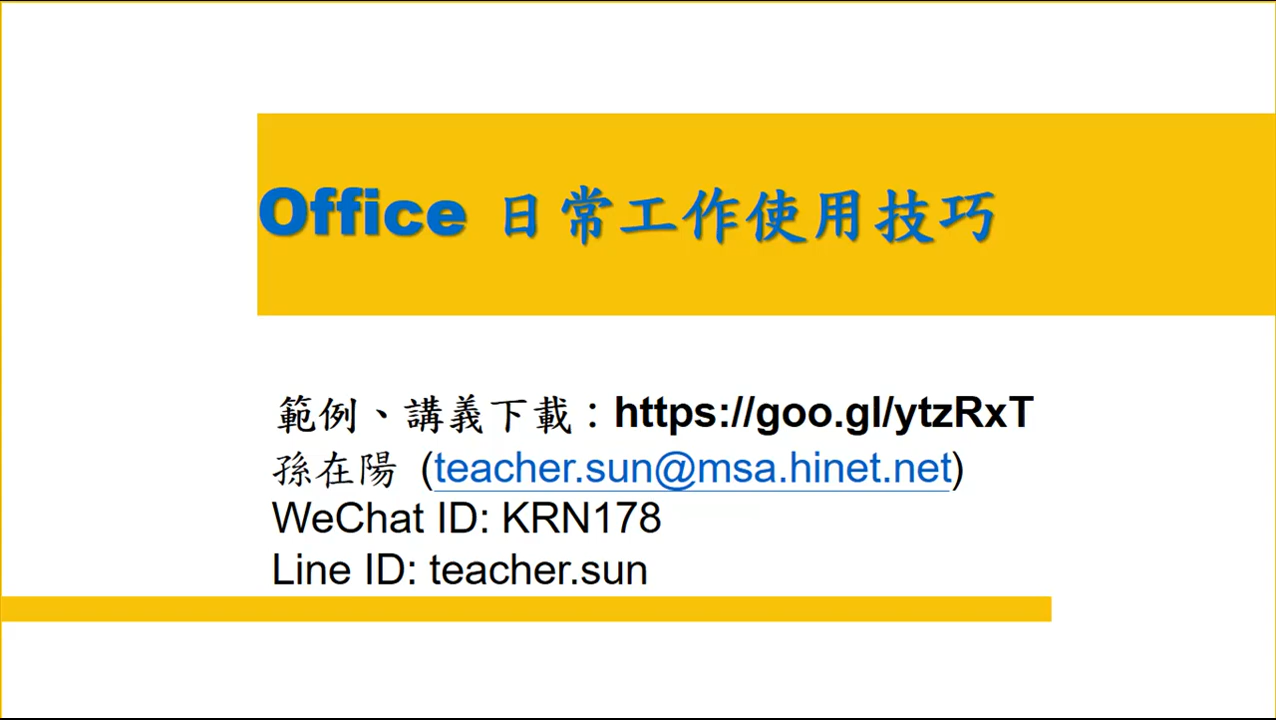 Office 日常工作使用技巧
範例、講義下載：https://goo.gl/ytzRxT
孫在陽 (teacher.sun@msa.hinet.net)
WeChat ID: KRN178
Line ID: teacher.sun